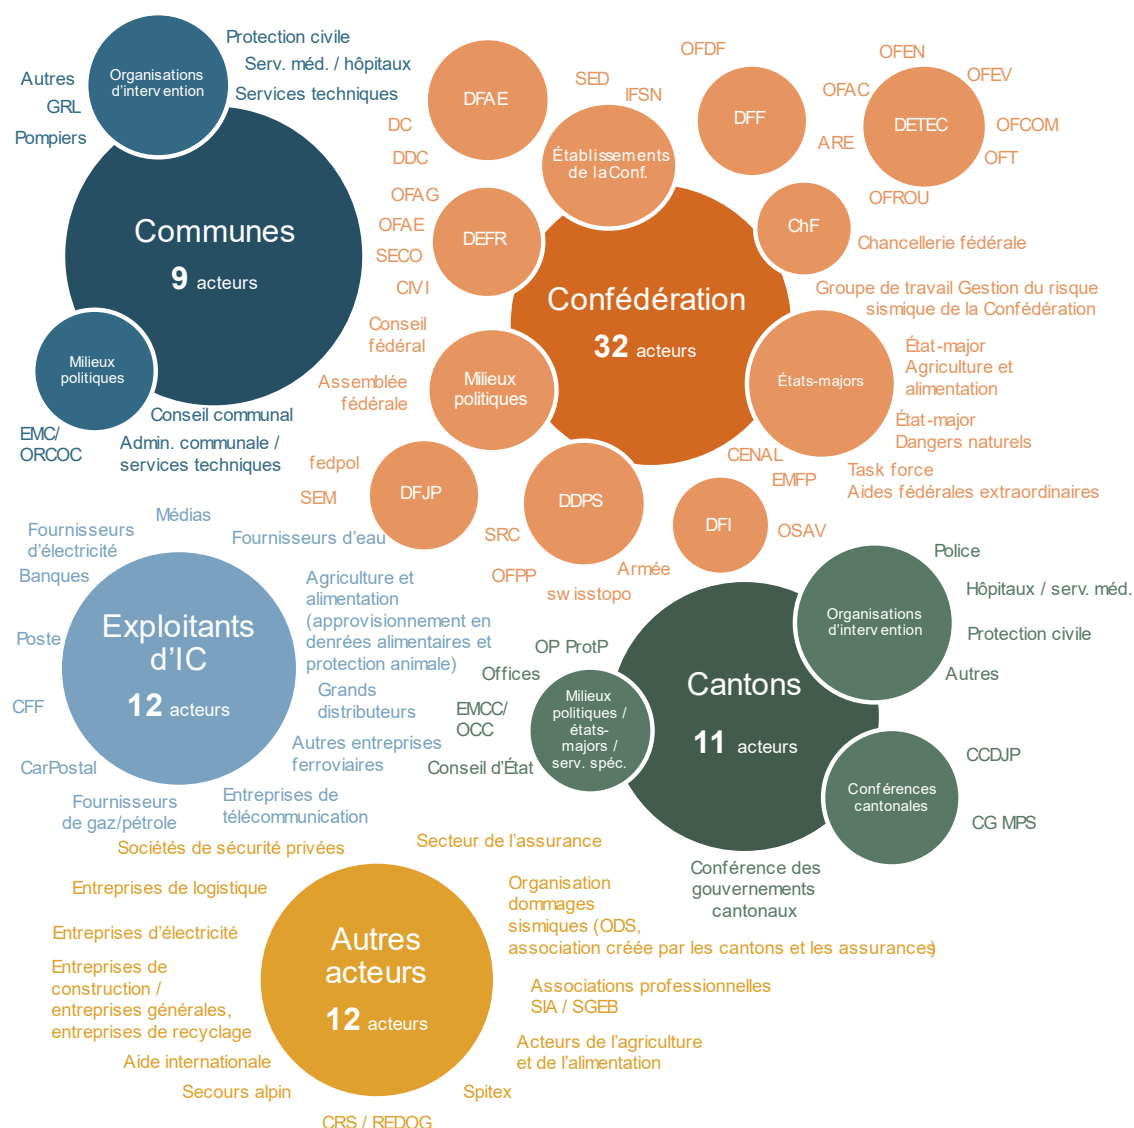 Protection civile
Serv. méd. / hôpitaux
Services techniques
Autres
GRL
Pompiers
Organisations
d'intervention
Communes
9 acteurs
Milieux
politiques
Conseil communal
EMC/
ORCOC
Admin. communale /
services techniques
DFAE
DC
DDC
SED
IFSN
Établissements
de la Conf.
OFDF
DFF
OFEN
OFEV
OFAC
DETEC
OFCOM
ARE
OFT
OFROU
OFAG
OFAE
SECO
CIVI
DEFR
ChF
Chancellerie fédérale
Confédération
32 acteurs
Groupe de travail Gestion du risque
sismique de la Confédération
États-majors
État-major
Agriculture et
alimentation
État-major
Dangers naturels
Task force
Aides fédérales extraordinaires
Conseil
fédéral
Assemblée
fédérale
Milieux
politiques
fedpol
SEM
DFJP
DDPS
SRC
OFPP
swisstopo
Armée
CENAL
EMFP
DFI
OSAV
Médias
Fournisseurs
d'électricité
Fournisseurs d'eau
Banques
Poste
CFF
CarPostal
Fournisseurs
de gaz/pétrole
Exploitants
d'IC
12 acteurs
Agriculture et
alimentation
(approvisionnement en
denrées alimentaires et
protection animale)
Grands
distributeurs
Autres entreprises
ferroviaires
Entreprises de
télécommunication
Police
Hôpitaux / serv. méd.
Protection civile
Autres
Organisations
d'intervention
OP ProtP
Offices
EMCC/
OCC
Conseil d'État
Milieux
politiques /
états-
majors /
serv. spéc.
Cantons
11 acteurs
Conférences
cantonales
CCDJP
CG MPS
Conférence des
gouvernements
cantonaux
Sociétés de sécurité privées
Secteur de l'assurance
Entreprises de logistique
Entreprises d'électricité
Entreprises de
construction /
entreprises générales,
entreprises de recyclage
Aide internationale
Secours alpin
CRS / REDOG
Spitex
Autres
acteurs
12 acteurs
Organisation
dommages
sismiques (ODS,
association créée par les cantons et les assurances)
Associations professionnelles
SIA / SGEB
Acteurs de l'agriculture
et de l'alimentation